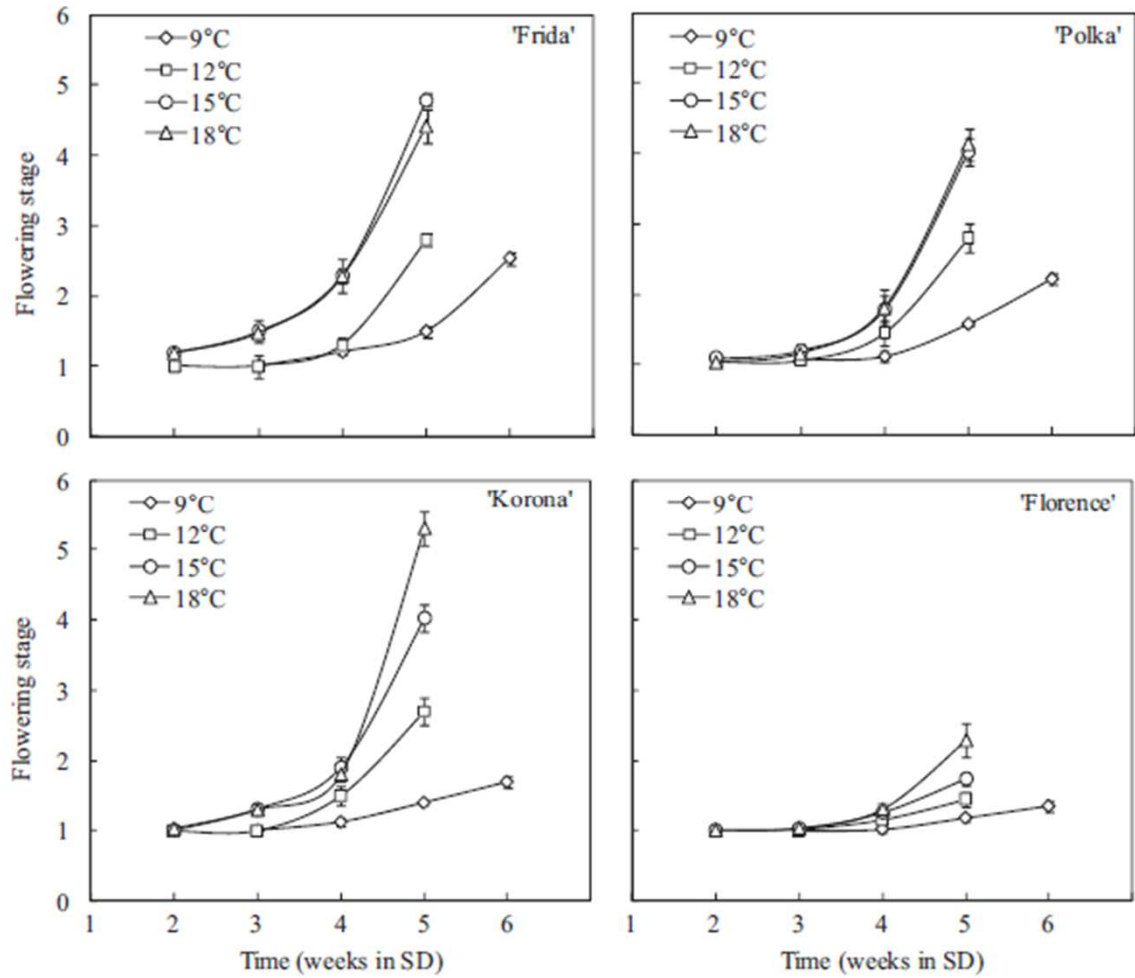 6
5
4
3
2
1
0
Flowering stage
9°C
12°C
15°C
18°C
'Frida'
9°C
12°C
15°C
18°C
'Polka'
6
5
4
3
2
1
0
Flowering stage
9°C
12°C
15°C
18°C
'Korona'
1 2 3 4 5 6
Time (weeks in SD)
9°C
12°C
15°C
18°C
'Florence'
1 2 3 4 5 6
Time (weeks in SD)